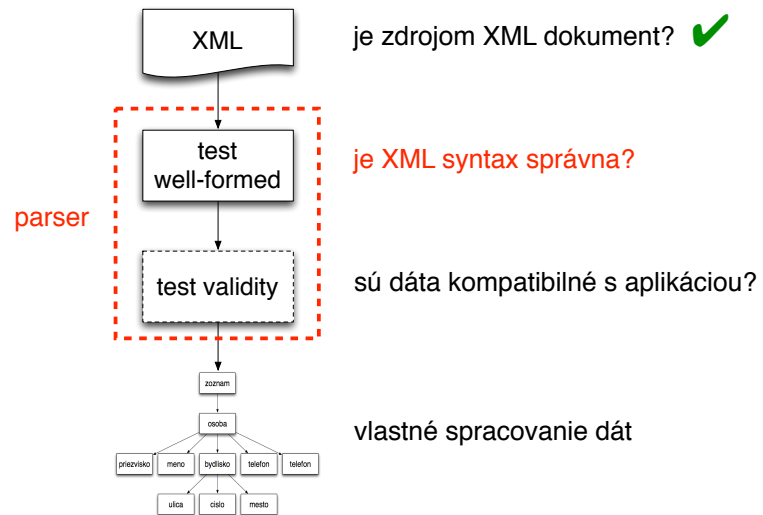 XML
je zdrojom XML dokument? ✔
test
well-formed
je XML syntax správna?
parser
test validity
sú dáta kompatibilné s aplikáciou?
zoznam
osoba
vlastné spracovanie dát
priezvisko meno bydlisko telefon telefon
ulica cislo mesto